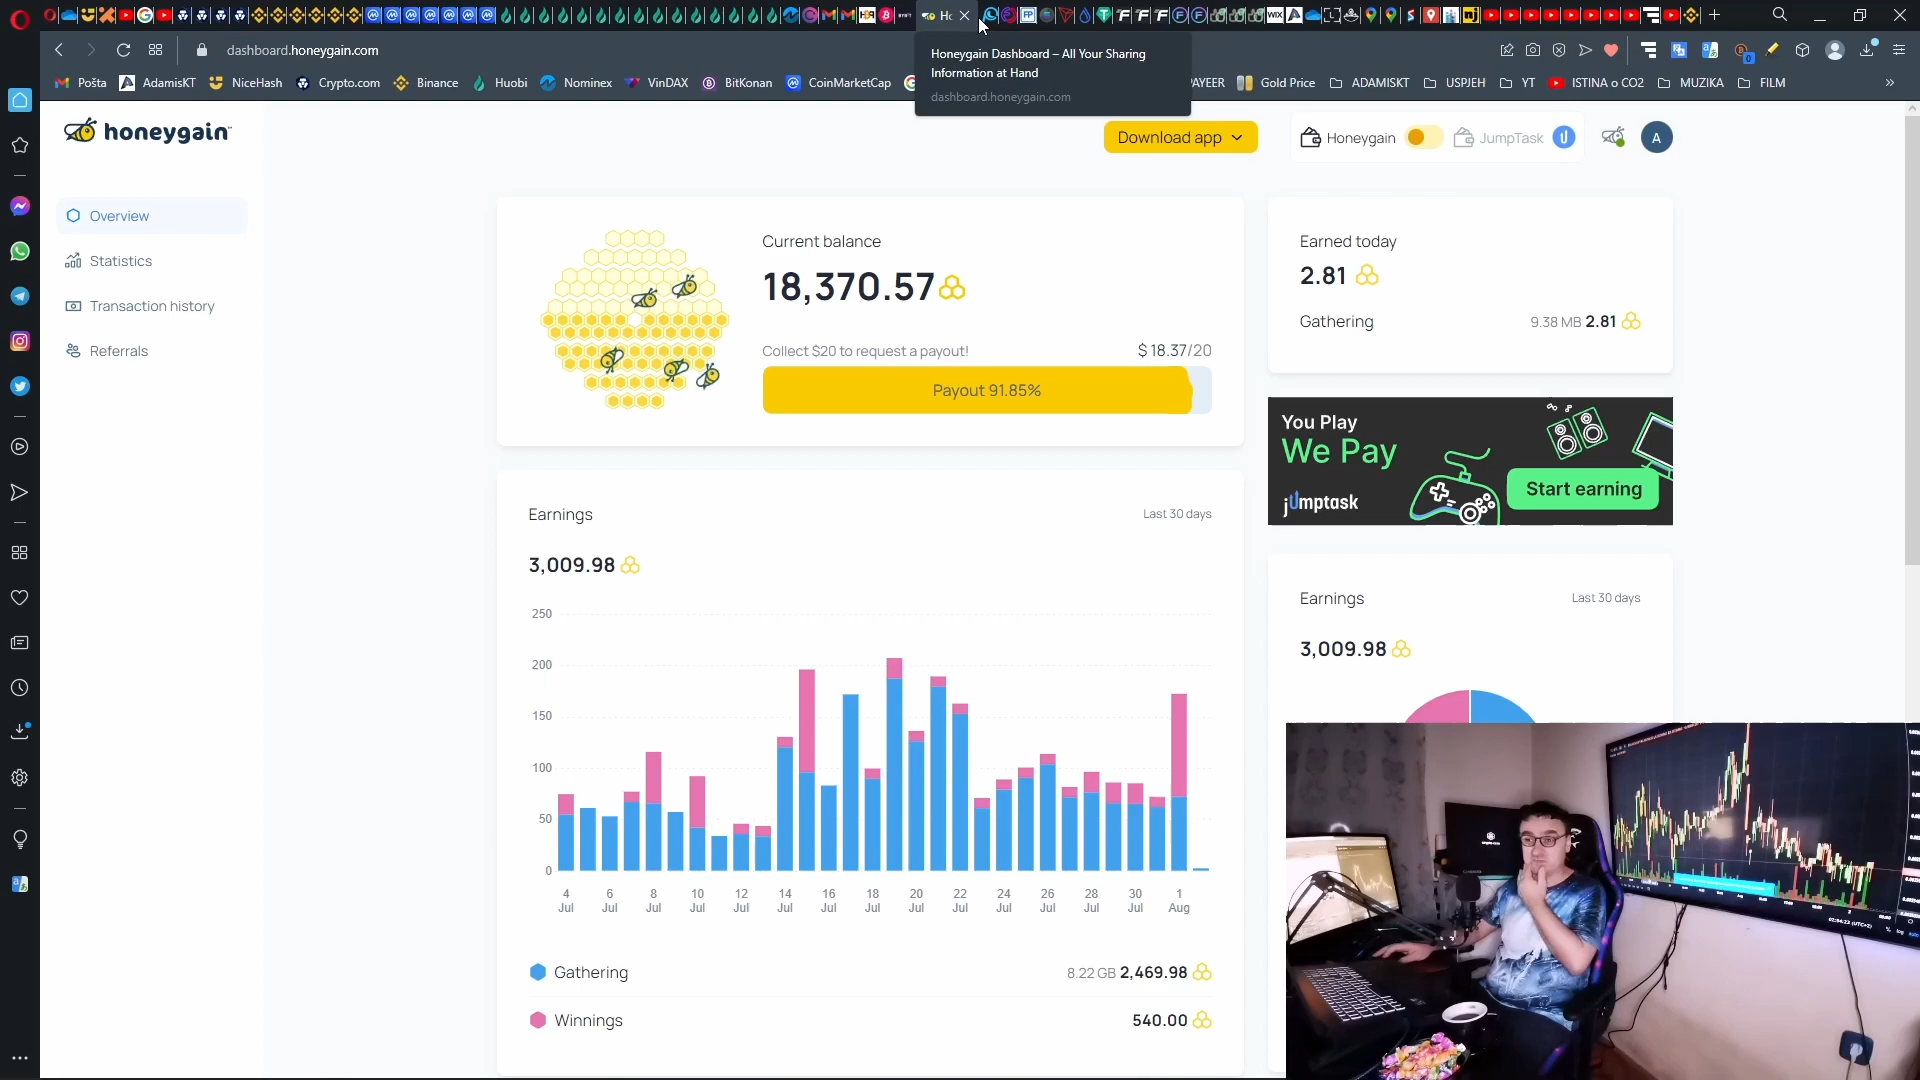 Hc
dashboard.honeygain.com
Honeygain Dashboard – All Your Sharing
Information at Hand
dashboard.honeygain.com
Pošta
AdamisKT
NiceHash
Crypto.com
Binance
Huobi
Nominex
VinDAX
BitKonan
CoinMarketCap
PAYEER
Gold Price
ADAMISKT
USPJEH
YT
ISTINA o CO2
MUZIKA
FILM
honeygain
Download app
Honeygain
JumpTask
A
Overview
Statistics
Transaction history
Referrals
Current balance
18,370.57
Collect $20 to request a payout!
$ 18.37/20
Payout 91.85%
Earned today
2.81
Gathering
9.38 MB 2.81
You Play
We Pay
jumptask
Start earning
Earnings
Last 30 days
3,009.98
250
200
150
100
50
0
4 6 8 10 12 14 16 18 20 22 24 26 28 30 1
Jul Jul Jul Jul Jul Jul Jul Jul Jul Jul Jul Jul Jul Jul Aug
Gathering
8.22 GB 2,469.98
Winnings
540.00
Earnings
Last 30 days
3,009.98